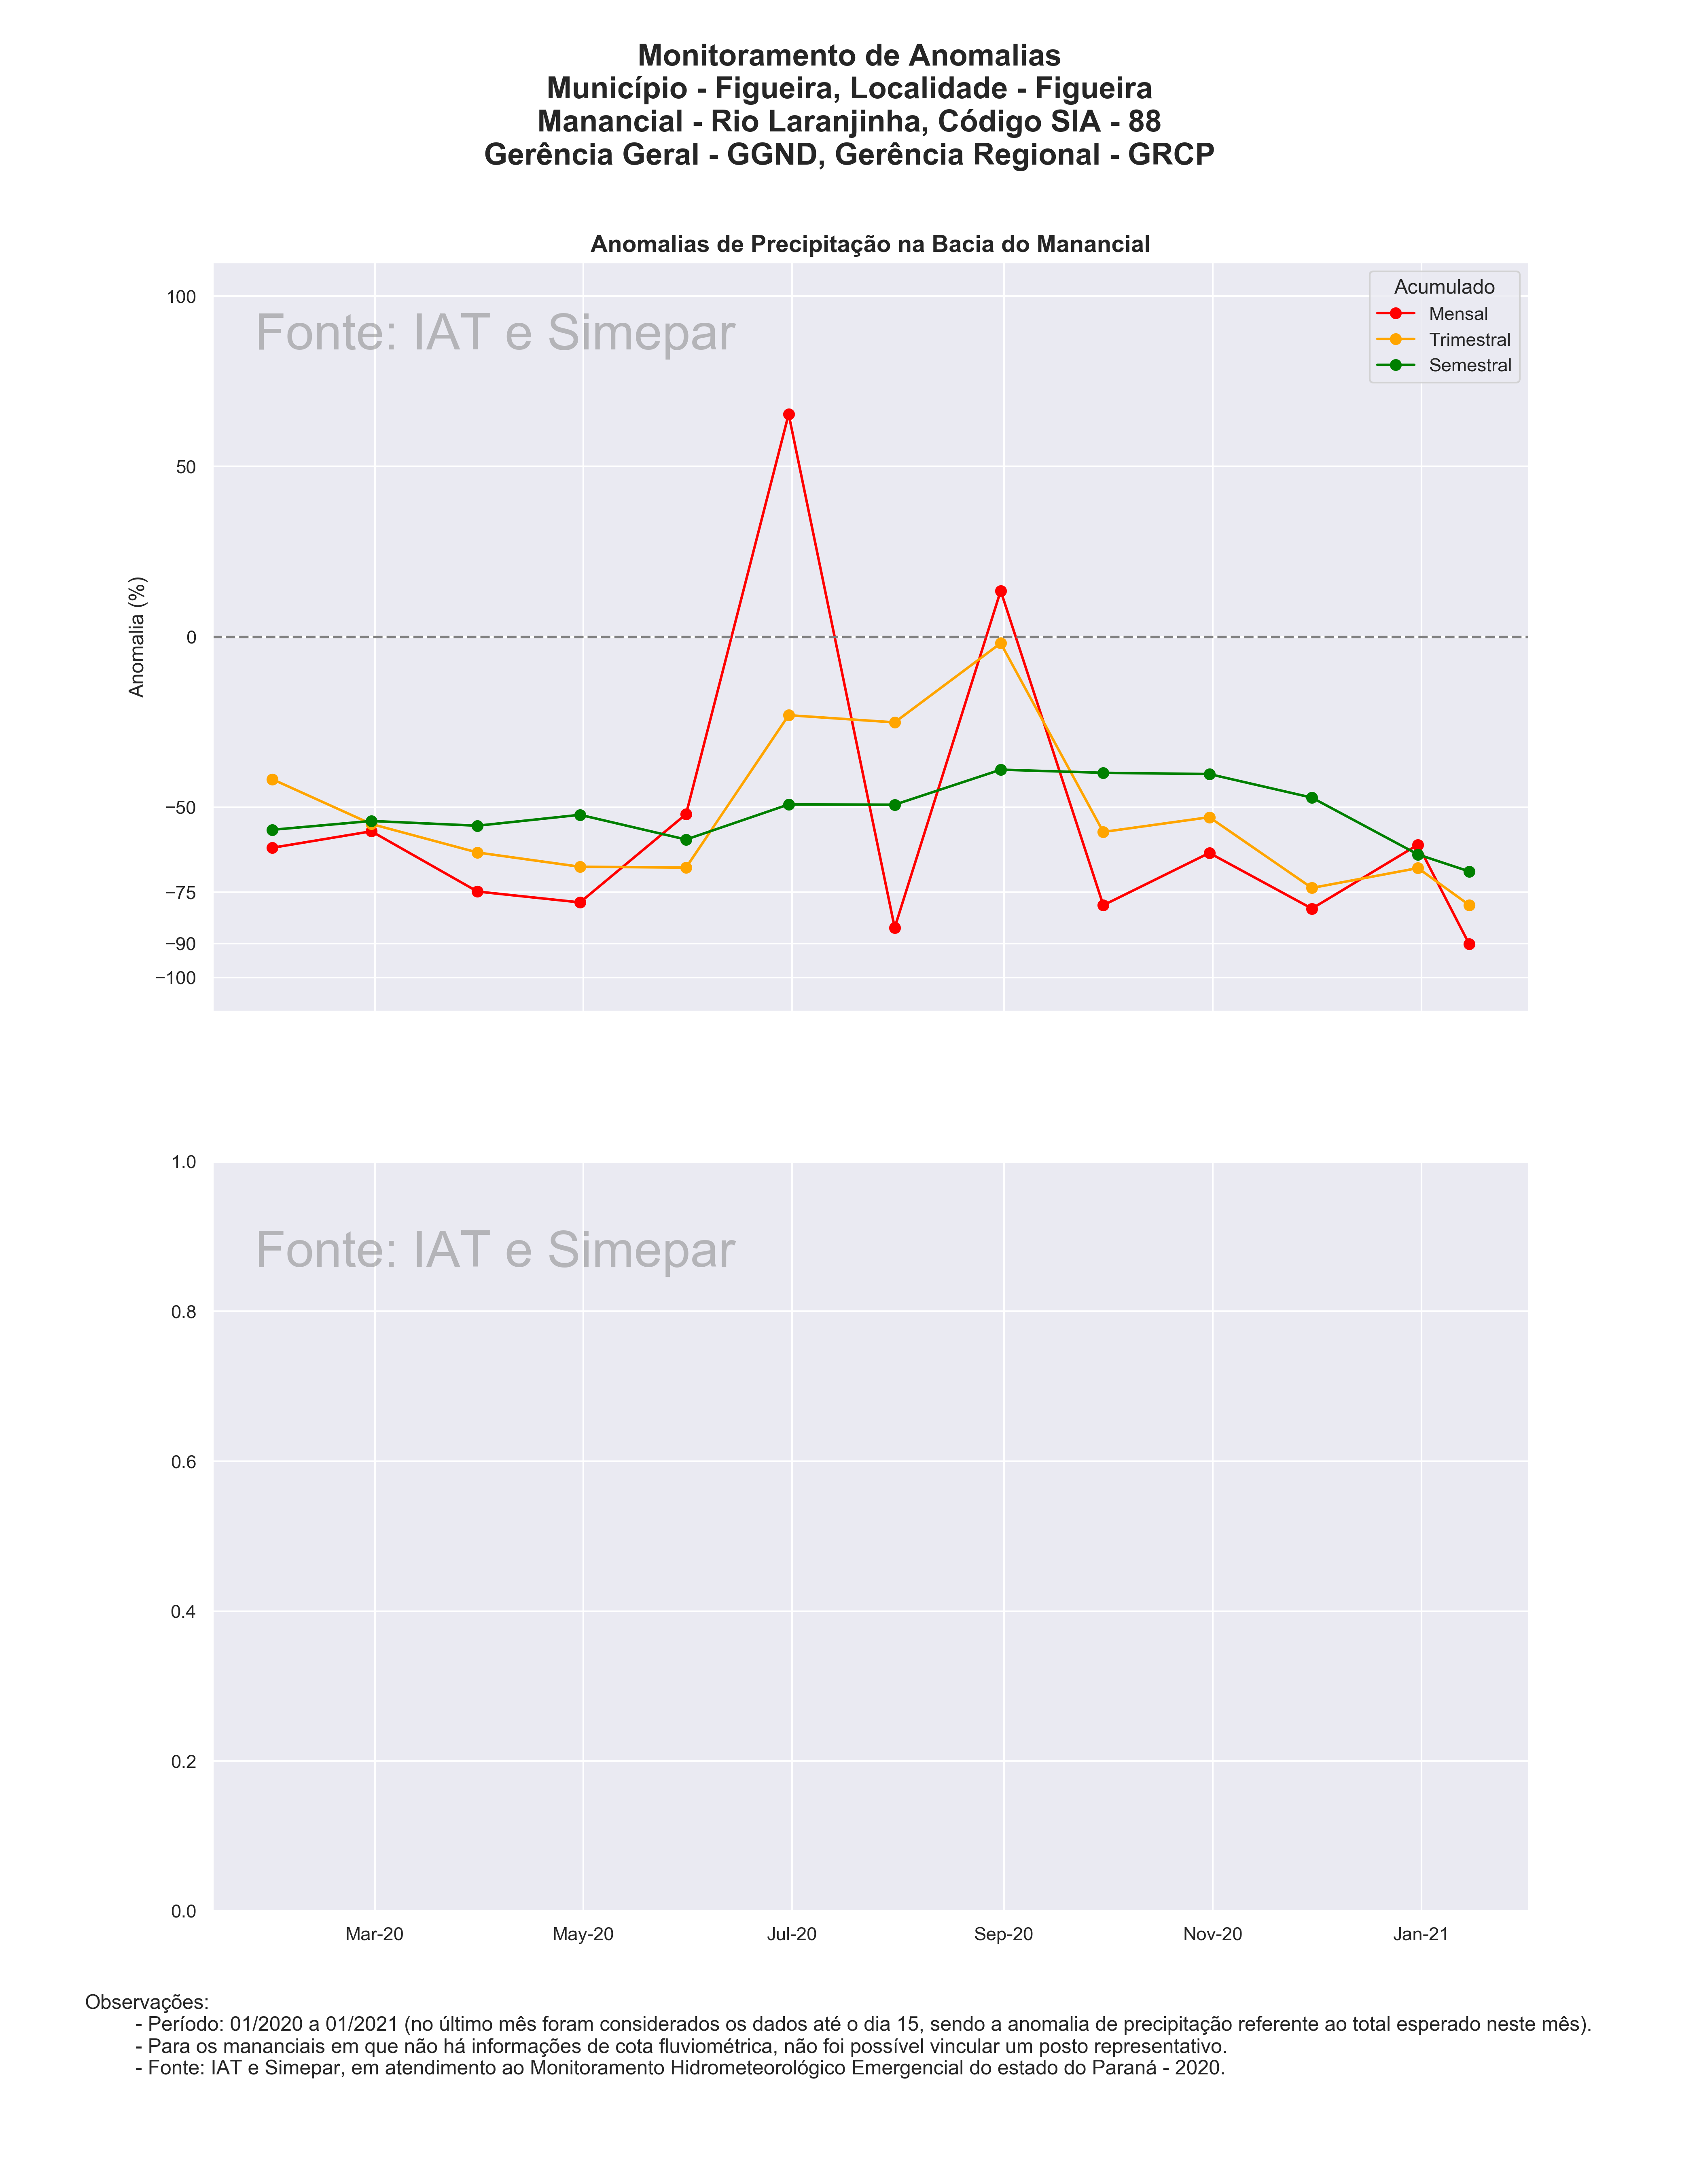 Monitoramento de Anomalias
Município - Figueira, Localidade - Figueira
Manancial - Rio Laranjinha, Código SIA - 88
Gerência Geral - GGND, Gerência Regional - GRCP
Anomalias de Precipitação na Bacia do Manancial
Fonte: IAT e Simepar
Acumulado
Mensal
Trimestral
Semestral
Anomalia (%)
100
50
0
−50
−75
−90
−100
Fonte: IAT e Simepar
1.0
0.8
0.6
0.4
0.2
0.0
Mar-20 May-20 Jul-20 Sep-20 Nov-20 Jan-21
Observações:
- Período: 01/2020 a 01/2021 (no último mês foram considerados os dados até o dia 15, sendo a anomalia de precipitação referente ao total esperado neste mês).
- Para os mananciais em que não há informações de cota fluviométrica, não foi possível vincular um posto representativo.
- Fonte: IAT e Simepar, em atendimento ao Monitoramento Hidrometeorológico Emergencial do estado do Paraná - 2020.